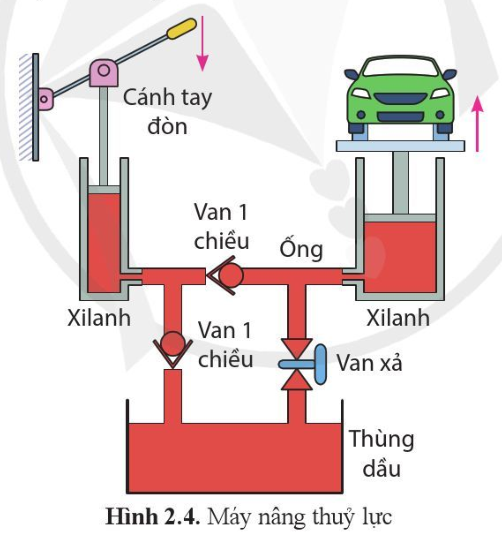 Cánh tay
đòn
Van 1
chiều
Ống
Xilanh
Xilanh
Van 1
chiều
Van xả
Thùng
dầu
Hình 2.4. Máy nâng thuỷ lực